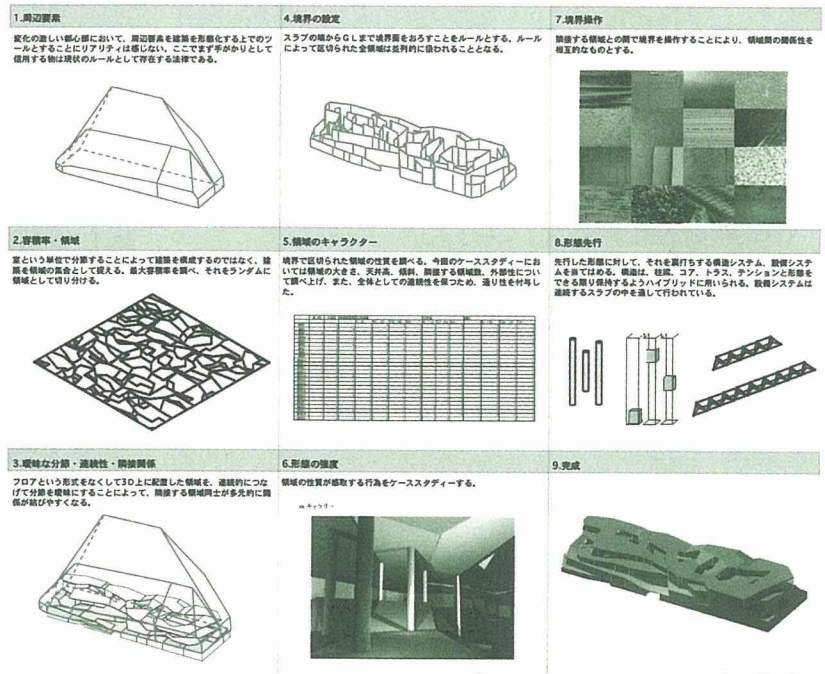 1.周辺要素
変化の激しい都心部において、周辺要素を建築を形態化する上でのツ
ールとすることにリアリティは感じない。ここでまず手がかりとして
信用する物は現状のルールとして存在する法律である。
2.容積率・領域
室という単位で分節することによって建築を構成するのではなく、建
築を領域の集合として捉える。最大容積率を調べ、それをランダムに
領域として切り分ける。
3.曖昧な分節・連続性・隣接関係
フロアという形式をなくして3D上に配置した領域を、連続的につな
げて分節を曖昧にすることによって、隣接する領域同士が多元的に関
係が結びやすくなる。
4.境界の設定
スラブの端からGLまで境界面をおろすことをルールとする。ルール
によって区切られた全領域は並列的に扱われることとなる。
5.領域のキャラクター
境界で区切られた領域の性質を調べる。今回のケーススタディーにお
いては領域の大きさ、天井高、傾斜、隣接する領域数、外部性につい
て調べ上げ、また、全体としての連続性を保つため、通り性を付与し
た。
6.形態の強度
領域の性質が感取する行為をケーススタディーする。
ex.ギャラリー
7.境界操作
隣接する領域との間で境界を操作することにより、領域間の関係性を
相互的なものとする。
8.形態先行
先行した形態に対して、それを裏打ちする構造システム、設備システ
ムを当てはめる。構造は、柱梁、コア、トラス、テンションと形態を
できる限り保持するようハイブリッドに用いられる。設備システムは
連続するスラブの中を通して行われている。
9.完成